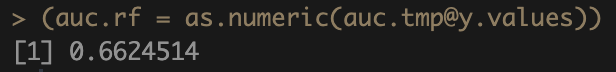 > (auc.rf = as.numeric(auc.tmp@y.values))
[1] 0.6624514